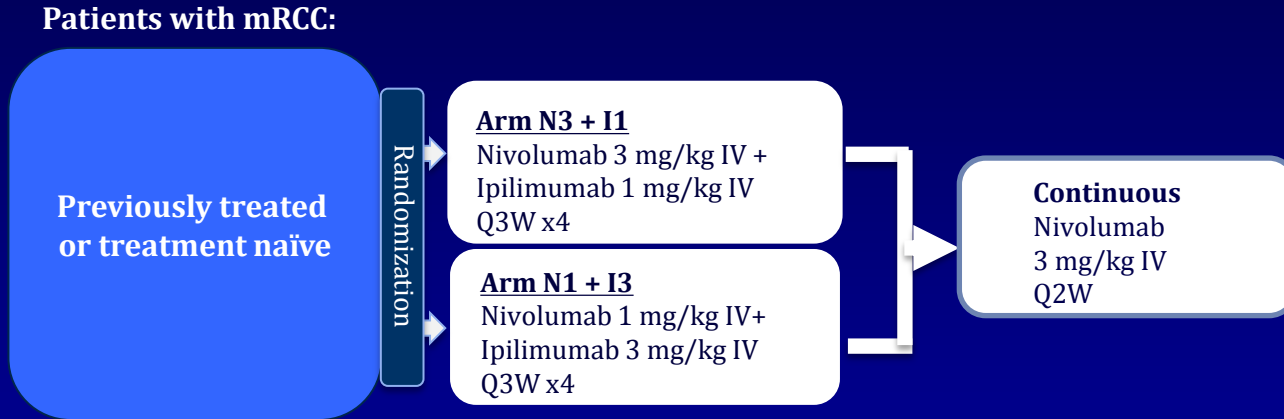 Patients with mRCC:
Previously treated
or treatment naïve
Randomization
Arm N3 + I1
Nivolumab 3 mg/kg IV +
Ipilimumab 1 mg/kg IV
Q3W x4
Arm N1 + I3
Nivolumab 1 mg/kg IV+
Ipilimumab 3 mg/kg IV
Q3W x4
Continuous
Nivolumab
3 mg/kg IV
Q2W